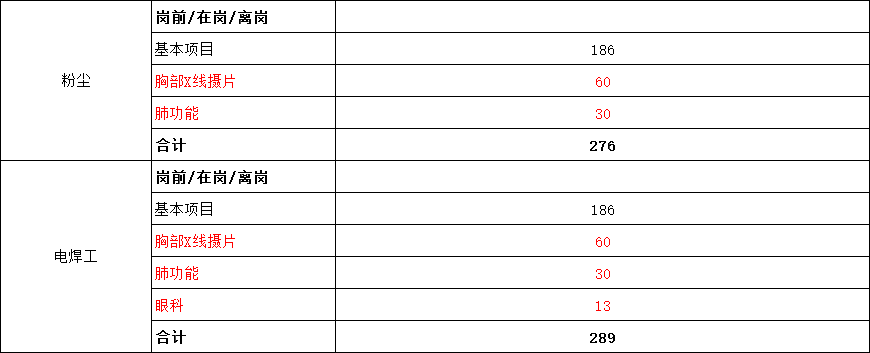 粉尘
岗前/在岗/离岗
基本项目 186
胸部X线摄片 60
肺功能 30
合计 276
电焊工
岗前/在岗/离岗
基本项目 186
胸部X线摄片 60
肺功能 30
眼科 13
合计 289